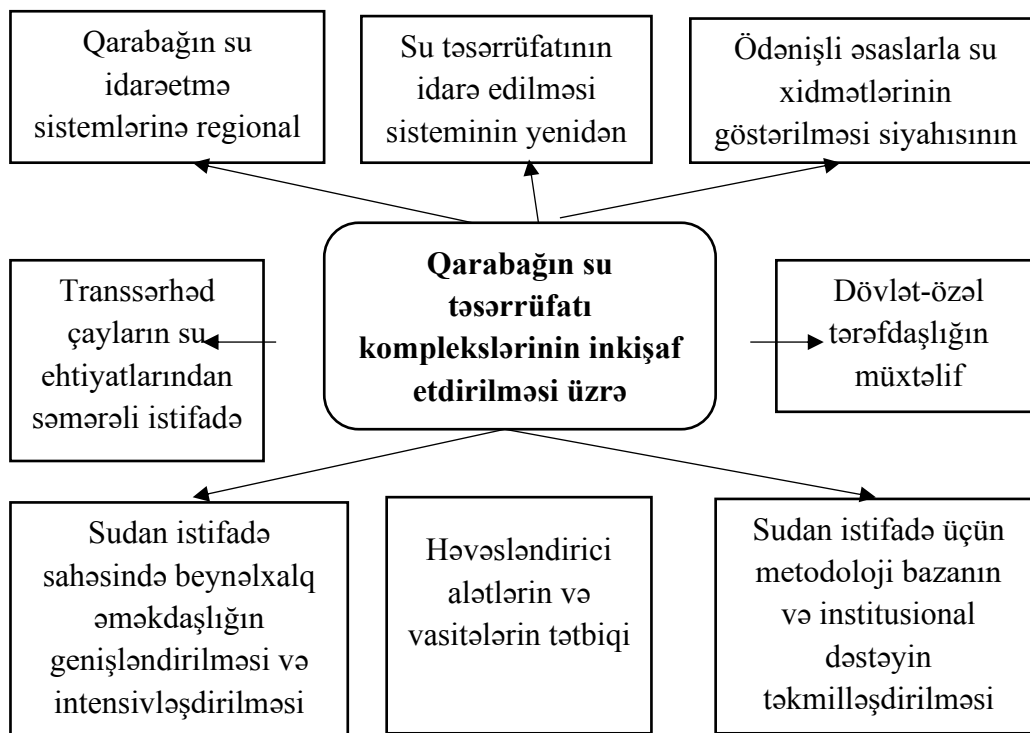 Qarabağın su
idarəetmə
sistemlərinə regional
Su təsərrüfatının
idarə edilməsi
sisteminin yenidən
Ödənişli əsaslarla su
xidmətlərinin
göstərilməsi siyahısının
Transsərhəd
çayların su
ehtiyatlarından
səmərəli istifadə
Qarabağın su
təsərrüfatı
komplekslərinin inkişaf
etdirilməsi üzrə
Dövlət-özəl
tərəfdaşlığın
müxtəlif
Sudan istifadə
sahəsində beynəlxalq
əməkdaşlığın
genişləndirilməsi və
intensivləşdirilməsi
Həvəsləndirici
alətlərin və
vasitələrin tətbiqi
Sudan istifadə üçün
metodoloji bazanın
və institusional
dəstəyin
təkmilləşdirilməsi